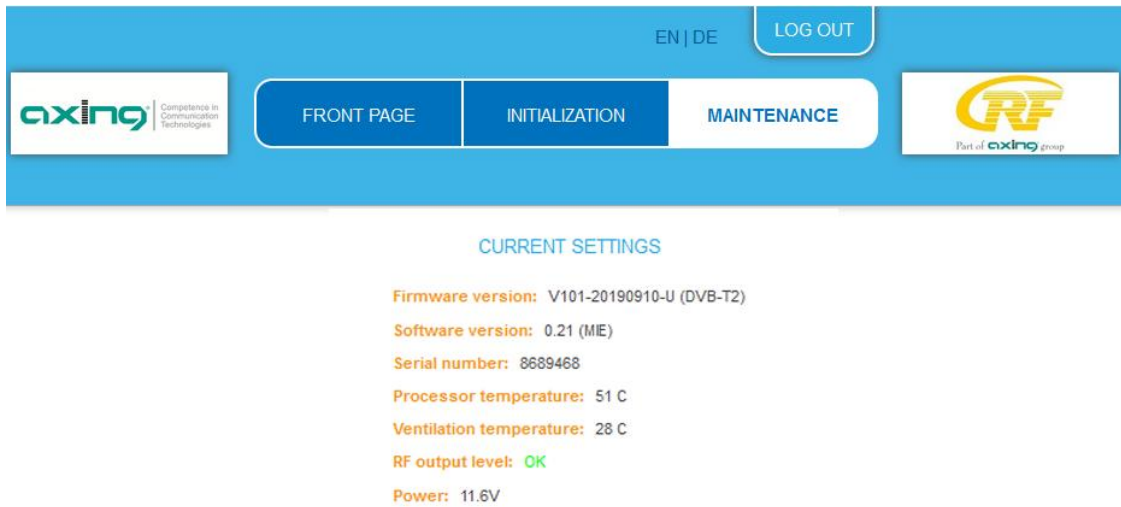 EN | DE
LOG OUT
axing
Competence in
Communication
Technologies
FRONT PAGE
INITIALIZATION
MAINTENANCE
RF
Part of axing group
CURRENT SETTINGS
Firmware version: V101-20190910-U (DVB-T2)
Software version: 0.21 (MIE)
Serial number: 8689468
Processor temperature: 51 C
Ventilation temperature: 28 C
RF output level: OK
Power: 11.6V